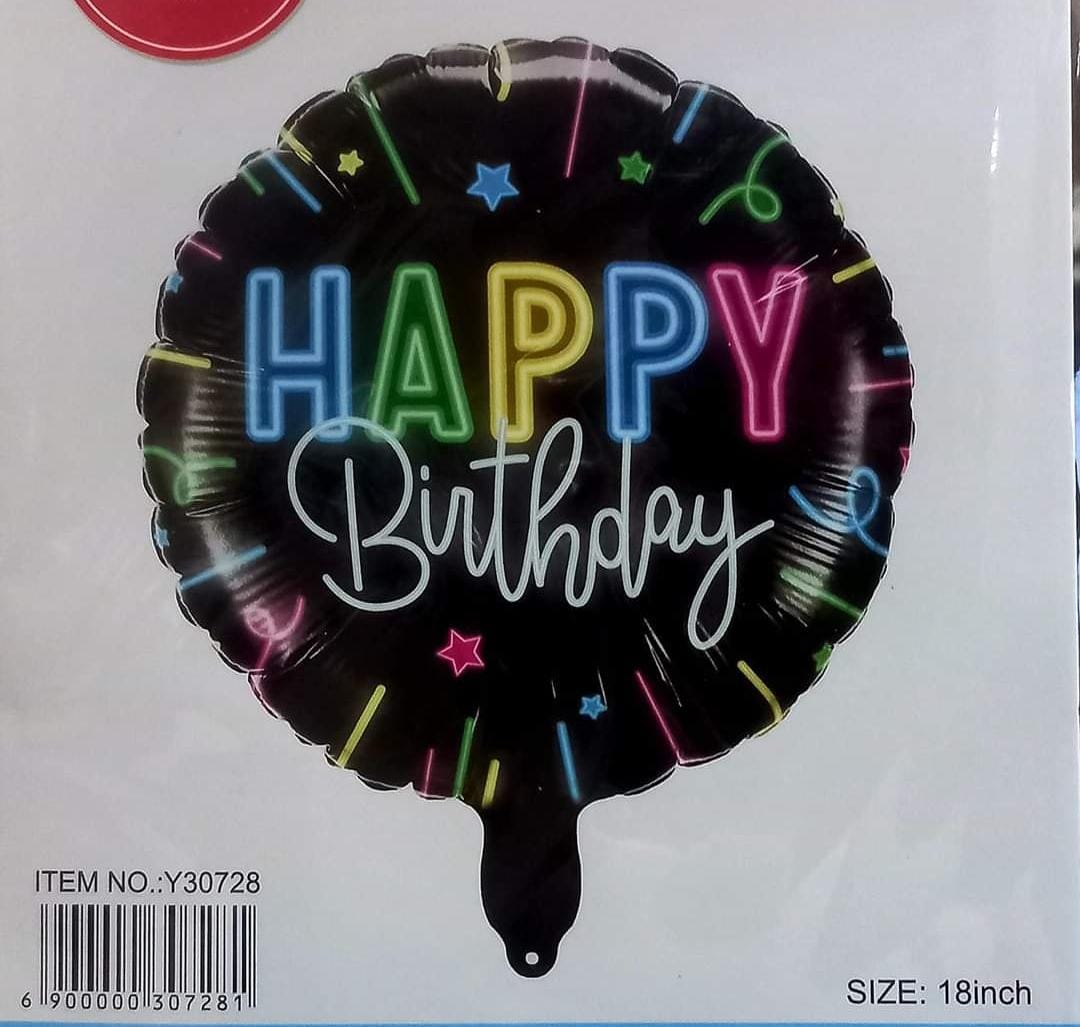 HAPPY
Birthday
ITEM NO.:Y30728
6 900000 307281
SIZE: 18inch